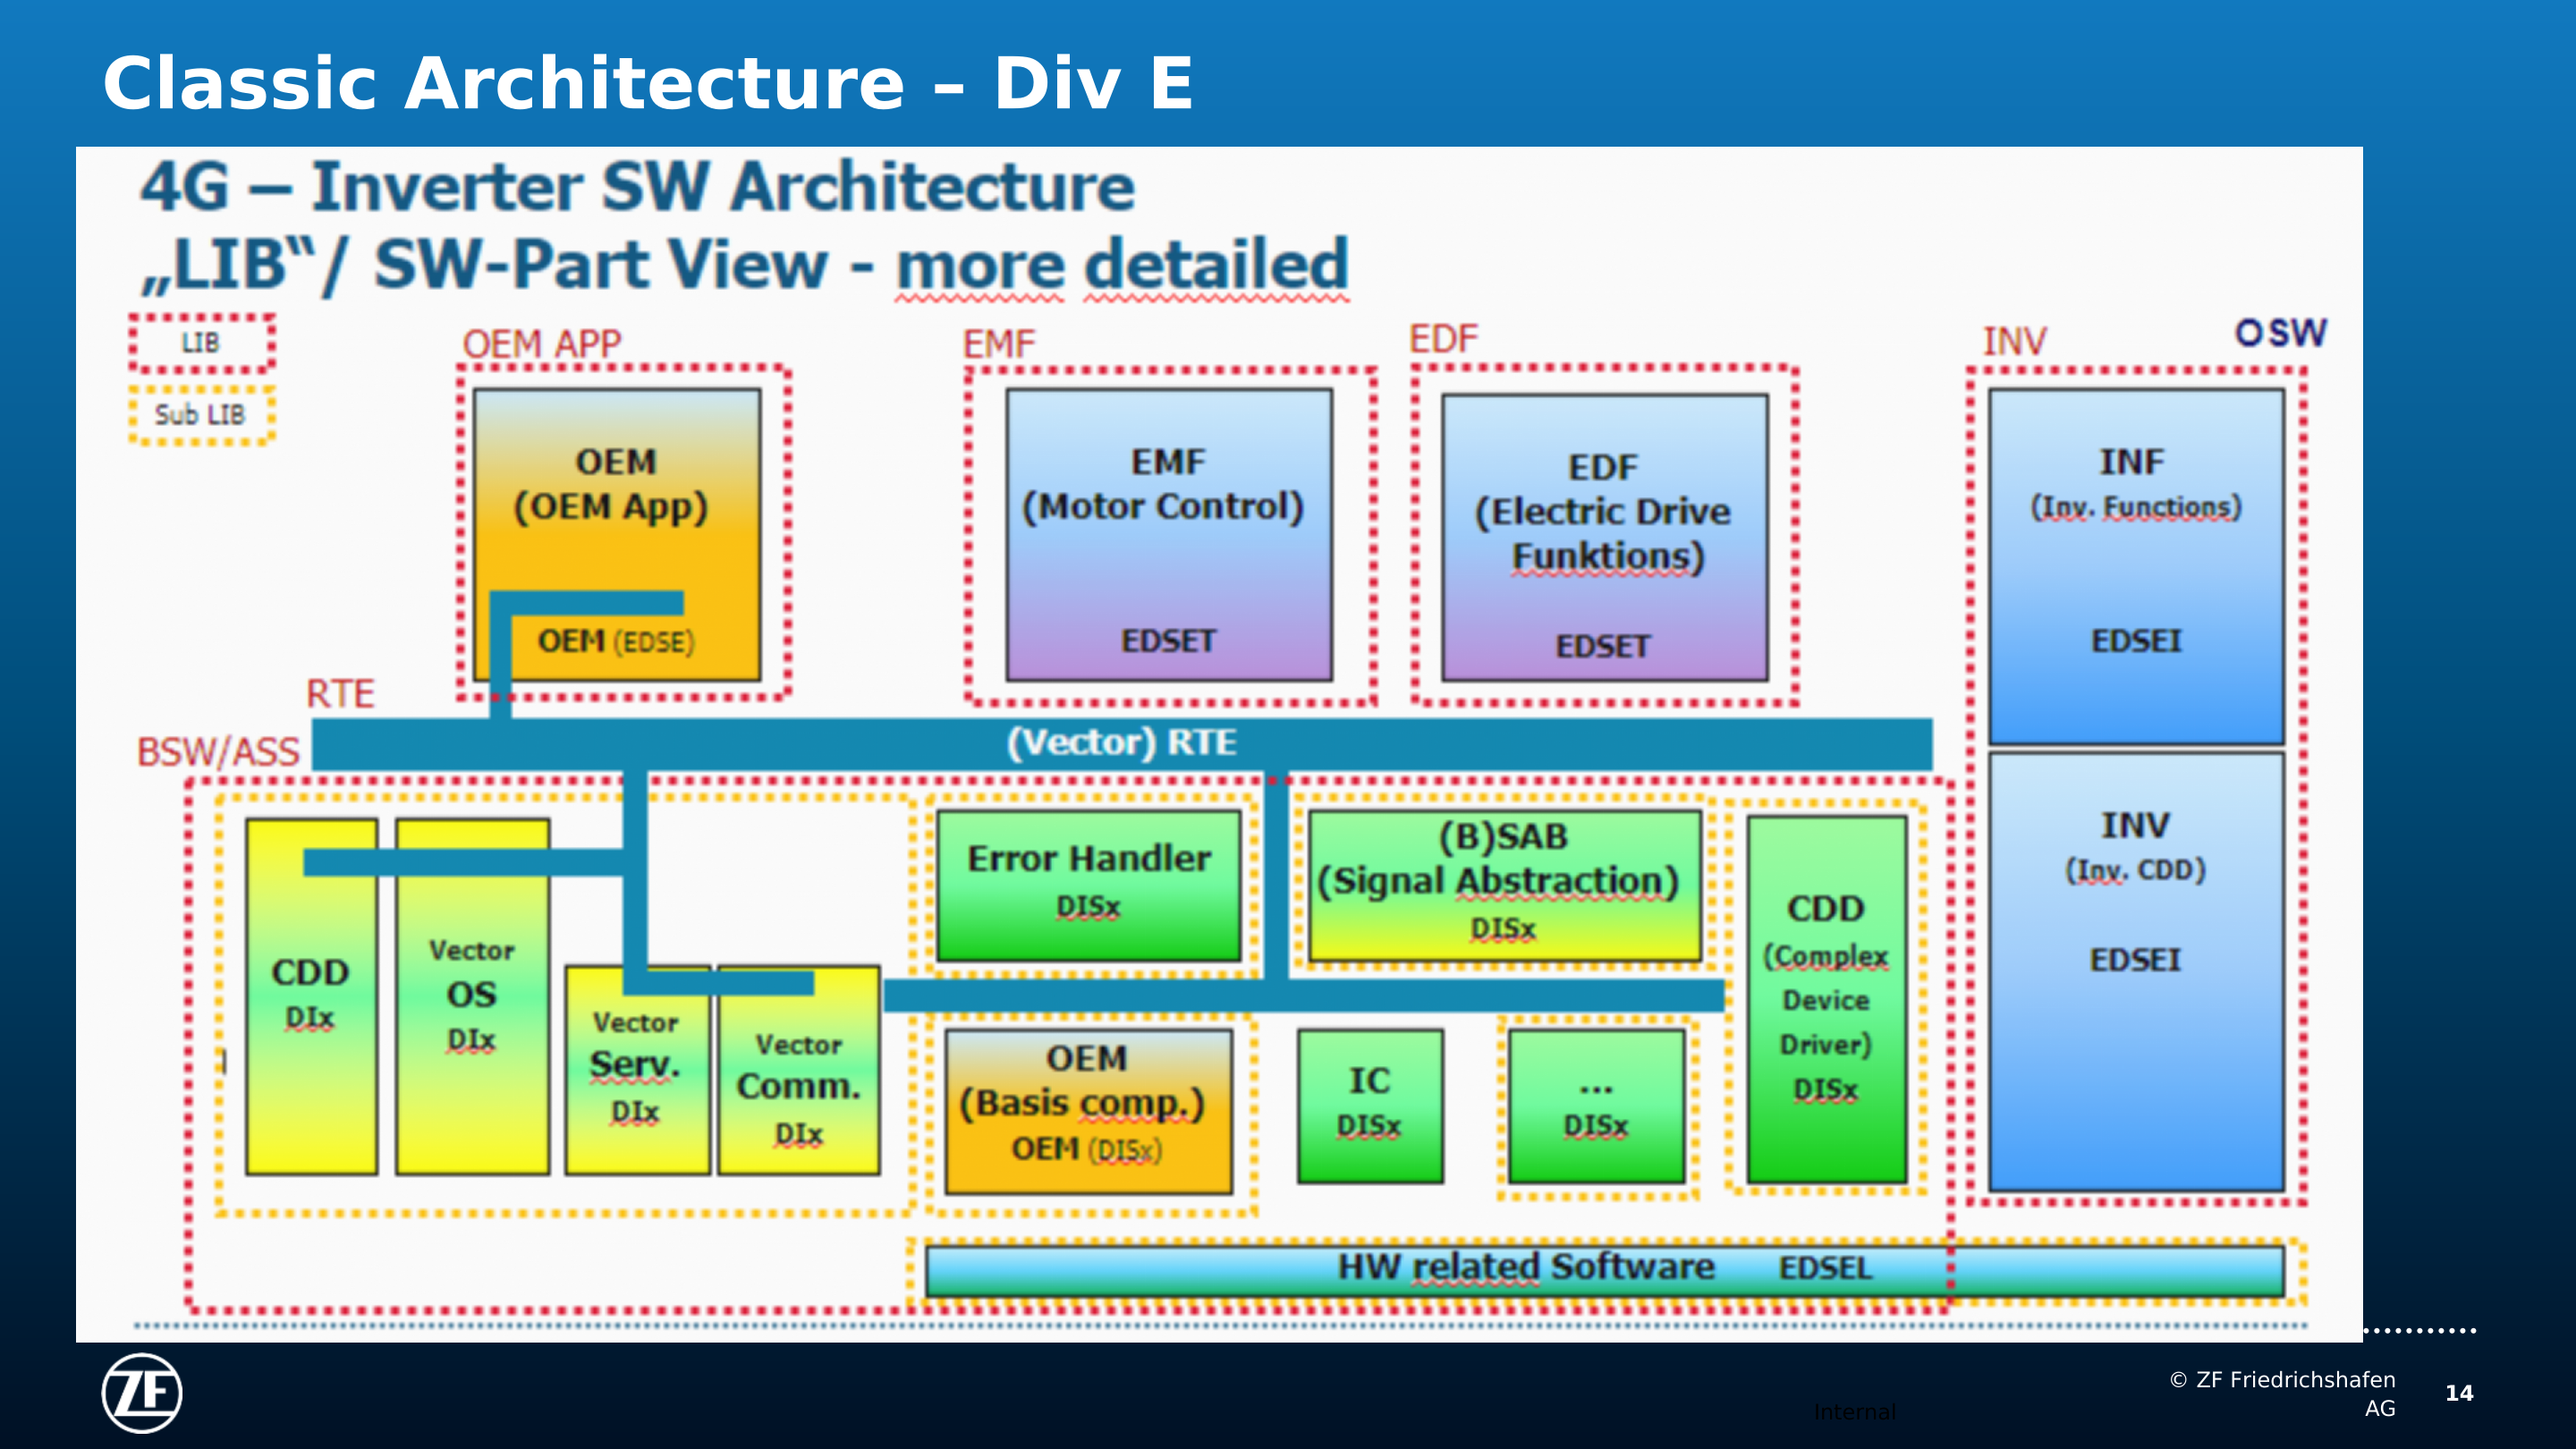 Classic Architecture – Div E
4G – Inverter SW Architecture
„LIB“/ SW-Part View - more detailed
LIB
Sub LIB
OEM APP
EMF
EDF
INV
OSW
OEM
(OEM App)
OEM (EDSE)
EMF
(Motor Control)
EDSET
EDF
(Electric Drive
Funktions)
EDSET
INF
(Inv. Functions)
EDSEI
RTE
(Vector) RTE
BSW/ASS
CDD
DIx
Vector
OS
DIx
Vector
Serv.
DIx
Vector
Comm.
DIx
Error Handler
DISx
(B)SAB
(Signal Abstraction)
DISx
CDD
(Complex
Device
Driver)
DISx
INV
(Inv. CDD)
EDSEI
OEM
(Basis comp.)
OEM (DISx)
IC
DISx
...
DISx
HW related Software EDSEL
ZF
Internal
© ZF Friedrichshafen
AG
14